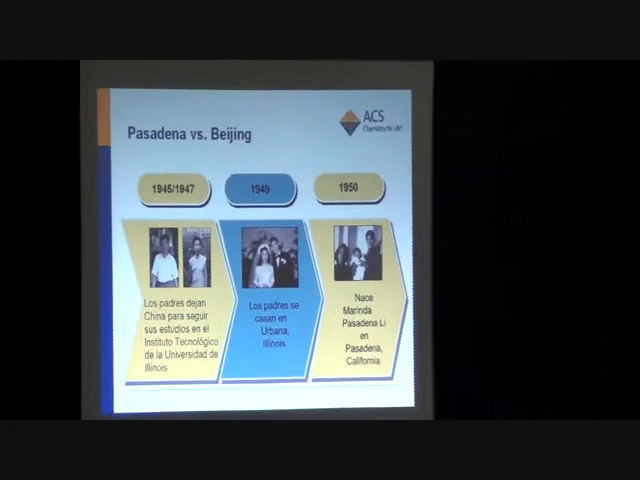 ACS
Chemistry for Life®
Pasadena vs. Beijing
1945/1947
1949
1950
Los padres dejan
China para seguir
sus estudios en el
Instituto Tecnológico
de la Universidad de
Illinois
Los padres se
casan en
Urbana,
Illinois
Nace
Marinda
Pasadena Li
en
Pasadena,
California